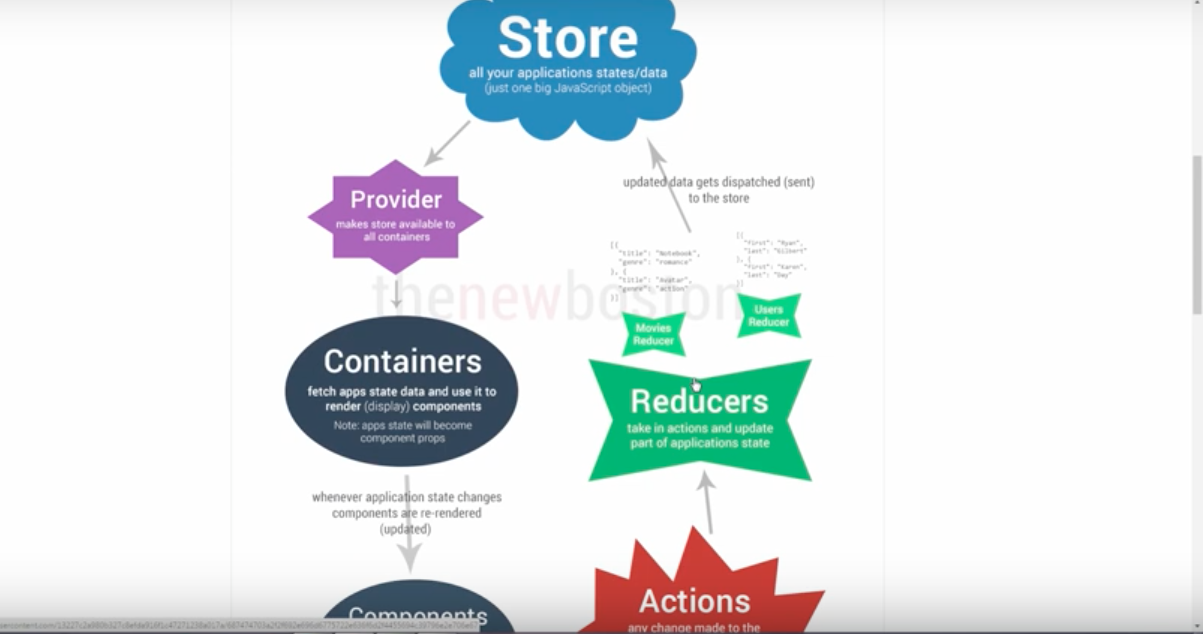 Store
all your applications states/data
(just one big JavaScript object)
updated data gets dispatched (sent)
to the store
Provider
makes store available to
all containers
[{
"title": "Notebook",
"genre": "romance"
}, {
"title": "Avatar",
"genre": "action"
}]
[{
"first": "Ryan",
"last": "Gilbert"
}, {
"first": "Karen",
"last": "Day"
}]
thenewboston
Movies
Reducer
Users
Reducer
Containers
fetch apps state data and use it to
render (display) components
Note: apps state will become
component props
Reducers
take in actions and update
part of applications state
whenever application state changes
components are re-rendered
(updated)
Components
Actions
any change made to the